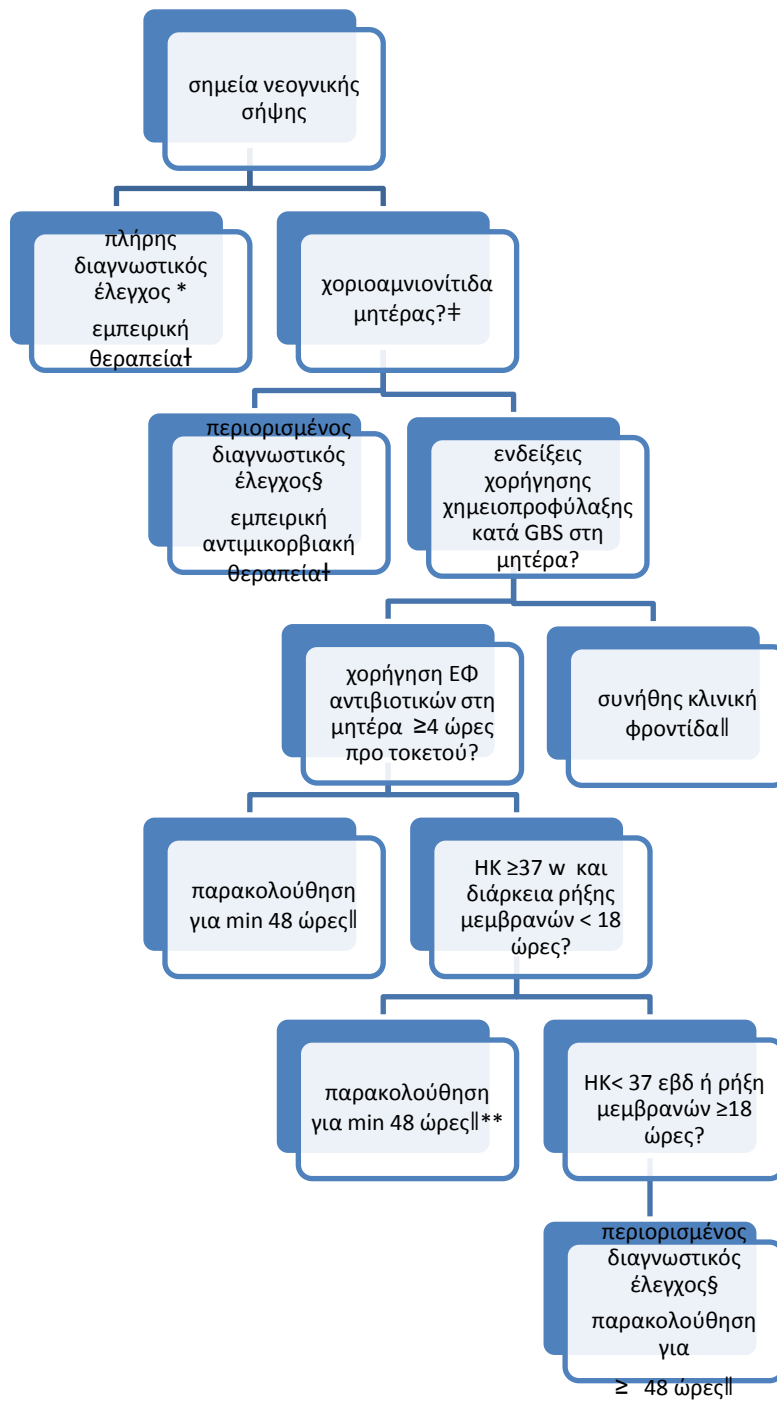 σημεία νεογνικής
σήψης
πλήρης
διαγνωστικός
έλεγχος *
εμπειρική
θεραπεία†
χοριοαμνιονίτιδα
μητέρας?ǂ
περιορισμένος
διαγνωστικός
έλεγχος§
εμπειρική
αντιμικορβιακή
θεραπεία†
ενδείξεις
χορήγησης
χημειοπροφύλαξης
κατά GBS στη
μητέρα?
χορήγηση ΕΦ
αντιβιοτικών στη
μητέρα ≥4 ώρες
προ τοκετού?
συνήθης κλινική
φροντίδα‖
παρακολούθηση
για min 48 ώρες‖
ΗΚ ≥37 w και
διάρκεια ρήξης
μεμβρανών < 18
ώρες?
παρακολούθηση
για min 48 ώρες‖**
ΗΚ< 37 εβδ ή ρήξη
μεμβρανών ≥18
ώρες?
περιορισμένος
διαγνωστικός
έλεγχος§
παρακολούθηση
για
≥ 48 ώρες‖